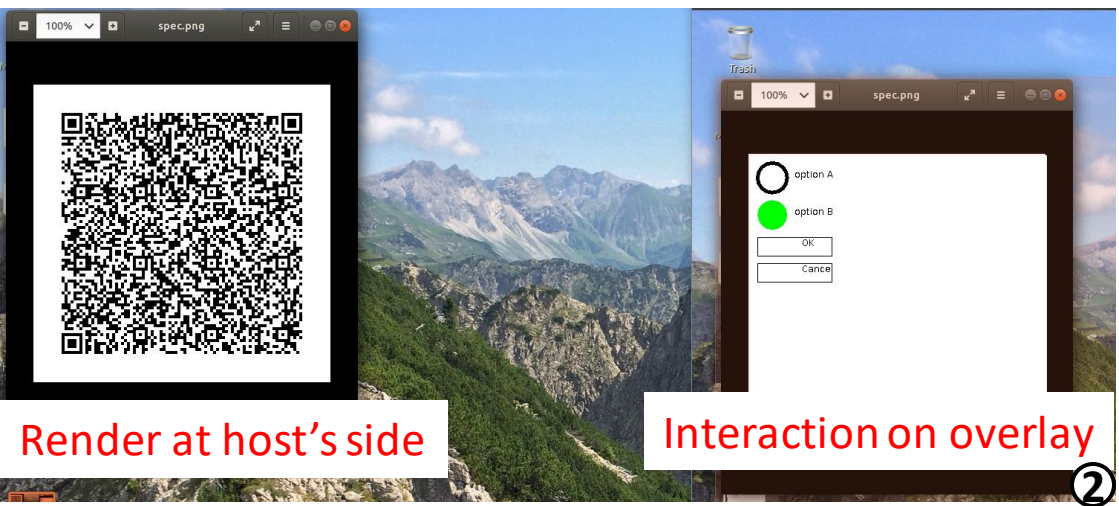 100%
spec.png
Render at host's side
Trash
100%
spec.png
option A
option B
OK
Cance
Interaction on overlay
2